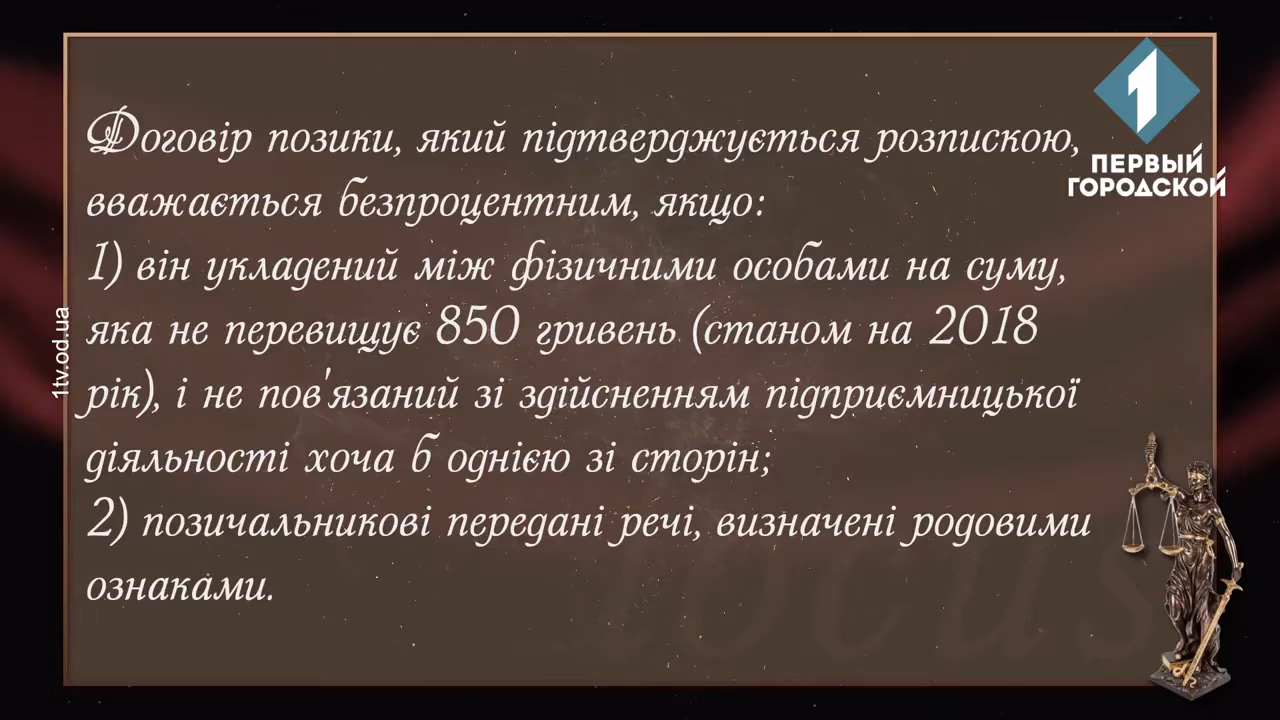 Договір позики, який підтверджується розпискою,
вважається безпроцентним, якщо:
1) він укладений між фізичними особами на суму,
яка не перевищує 850 гривень (станом на 2018
рік), і не пов'язаний зі здійсненням підприємницької
діяльності хоча б однією зі сторін;
2) позичальникові передані речі, визначені родовими
ознаками.
1
ПЕРВЫЙ
ГОРОДСКОЙ
1tv.od.ua
focus